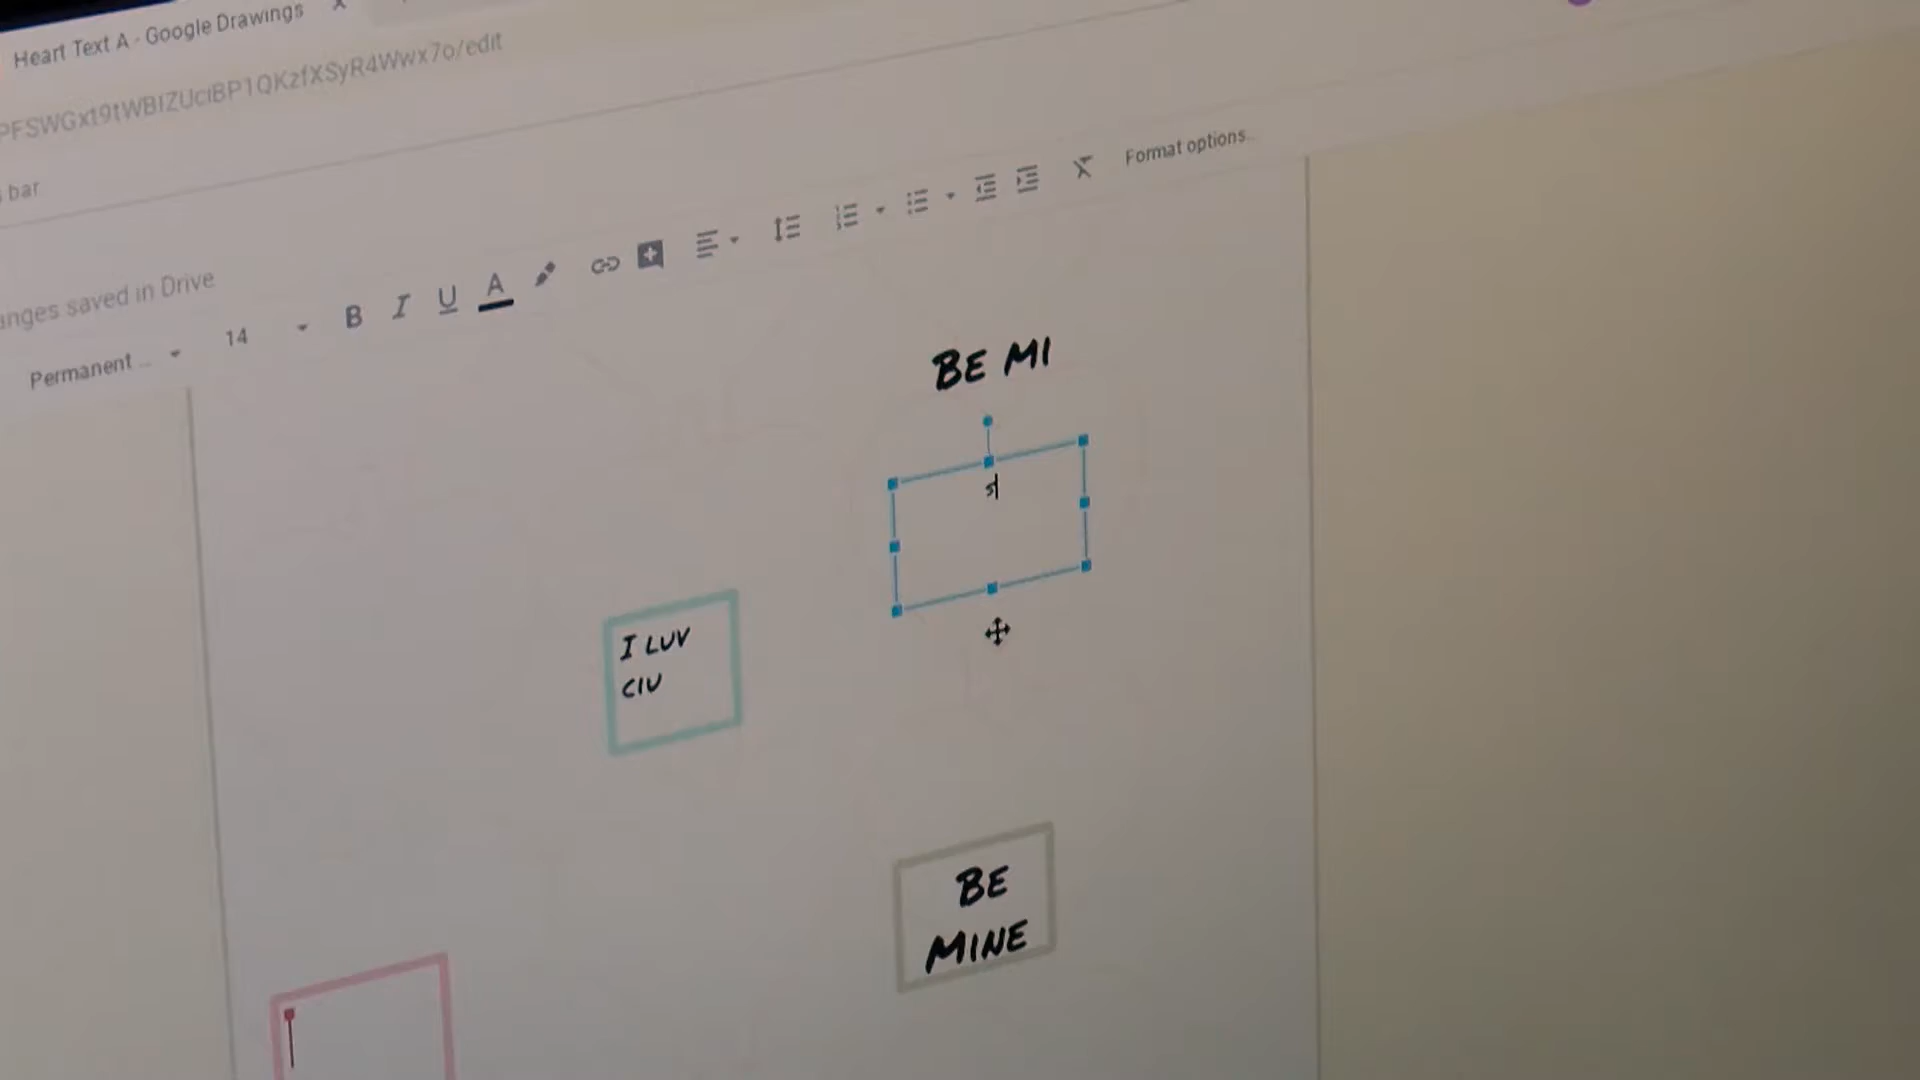 Heart Text A - Google Drawings
PFSWGxt9tWBIZUciBP1QKzfXSyR4Wwx7o/edit
bar
anges saved in Drive
Permanent ...
14
B I U A
Format options...
BE MI
s
I LUV
CIU
BE
MINE